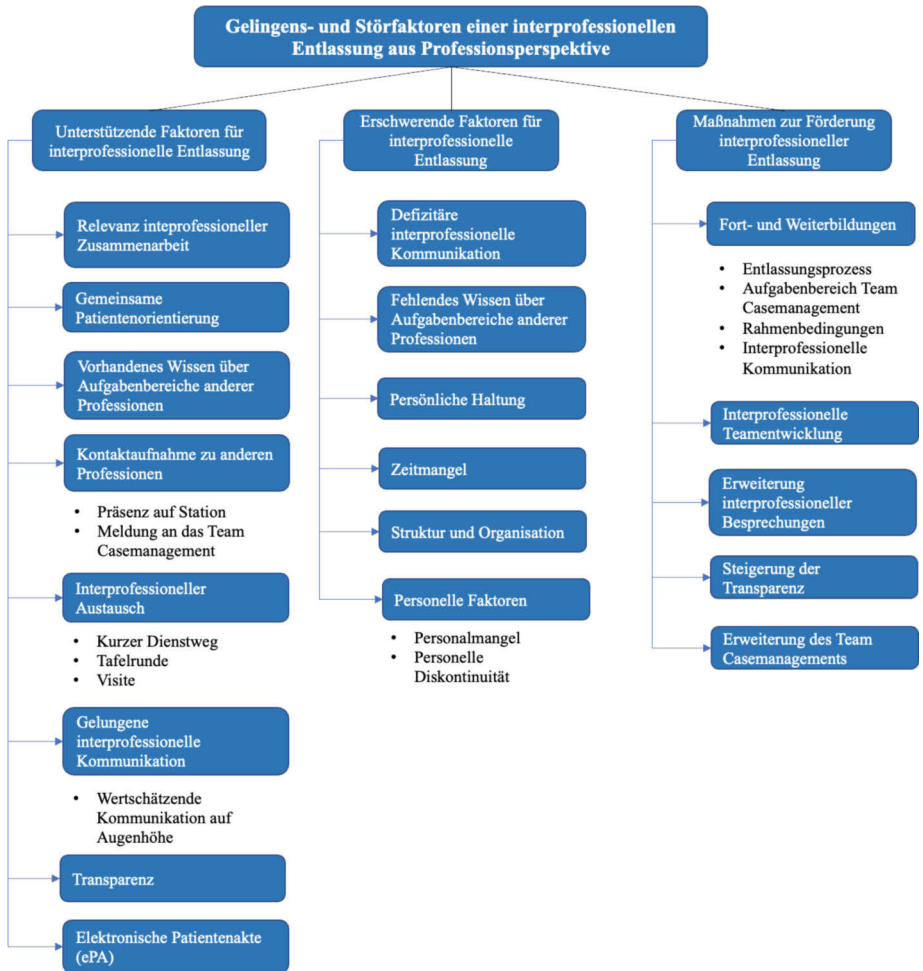 Gelingens- und Störfaktoren einer interprofessionellen
Entlassung aus Professionsperspektive
Unterstützende Faktoren für
interprofessionelle Entlassung
Relevanz inteprofessioneller
Zusammenarbeit
Gemeinsame
Patientenorientierung
Vorhandenes Wissen über
Aufgabenbereiche anderer
Professionen
Kontaktaufnahme zu anderen
Professionen
• Präsenz auf Station
• Meldung an das Team
Casemanagement
Interprofessioneller
Austausch
• Kurzer Dienstweg
• Tafelrunde
• Visite
Gelungene
interprofessionelle
Kommunikation
• Wertschätzende
Kommunikation auf
Augenhöhe
Transparenz
Elektronische Patientenakte
(ePA)
Erschwerende Faktoren für
interprofessionelle
Entlassung
Defizitäre
interprofessionelle
Kommunikation
Fehlendes Wissen über
Aufgabenbereiche anderer
Professionen
Persönliche Haltung
Zeitmangel
Struktur und Organisation
Personelle Faktoren
• Personalmangel
• Personelle
Diskontinuität
Maßnahmen zur Förderung
interprofessioneller
Entlassung
Fort- und Weiterbildungen
• Entlassungsprozess
• Aufgabenbereich Team
Casemanagement
• Rahmenbedingungen
• Interprofessionelle
Kommunikation
Interprofessionelle
Teamentwicklung
Erweiterung
interprofessioneller
Besprechungen
Steigerung der
Transparenz
Erweiterung des Team
Casemanagements